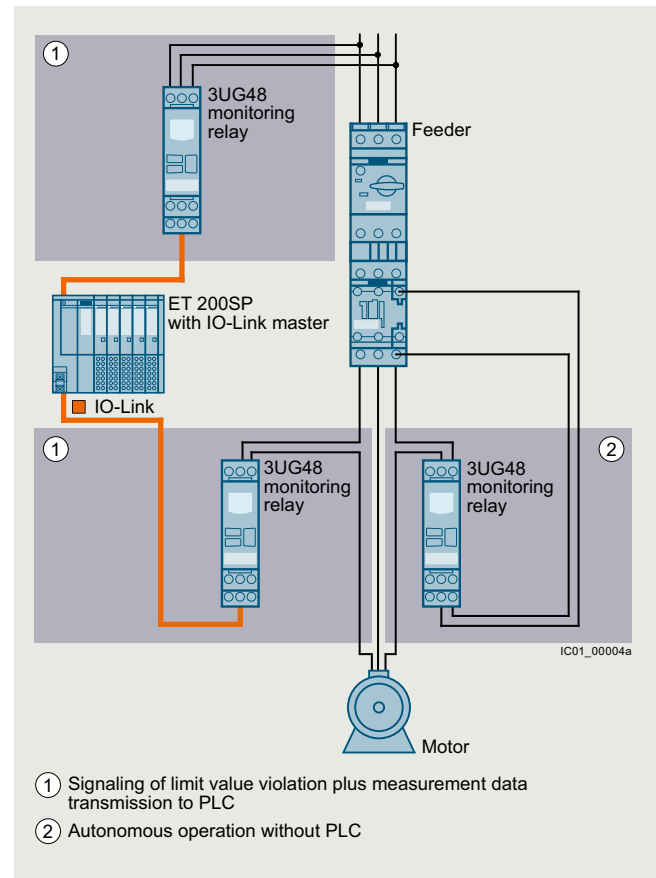 1
3UG48
monitoring
relay
Feeder
ET 200SP
with IO-Link master
IO-Link
1
3UG48
monitoring
relay
2
3UG48
monitoring
relay
IC01_00004a
Motor
1 Signaling of limit value violation plus measurement data
transmission to PLC
2 Autonomous operation without PLC